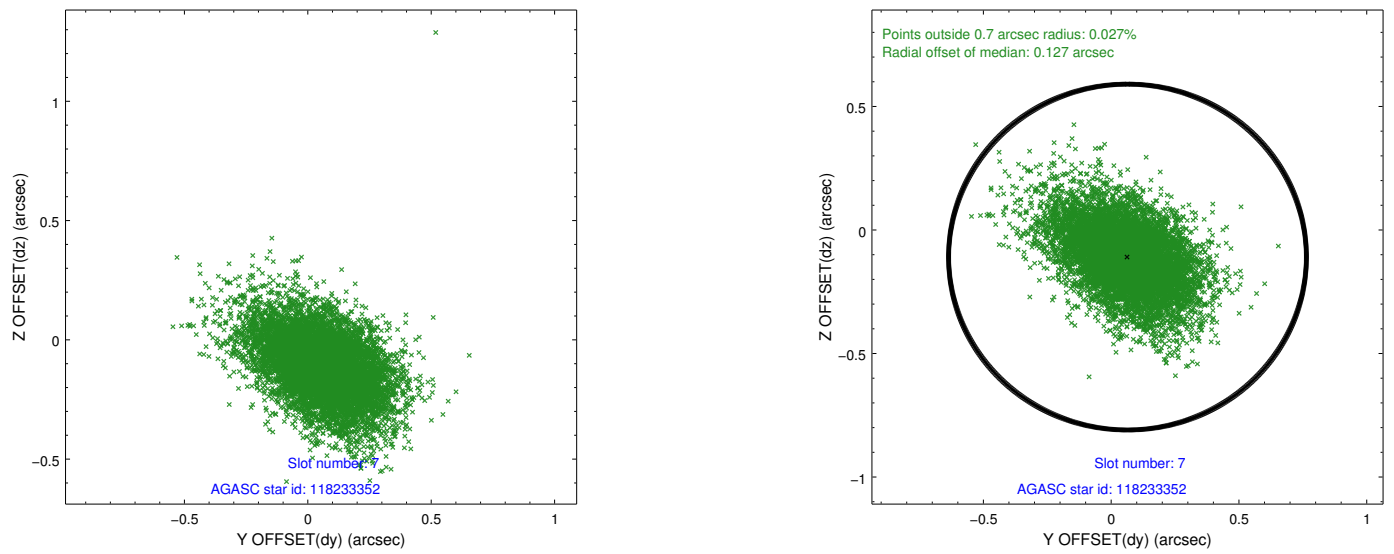 1
0.5
0
−0.5
−0.5
0
0.5
1
Z OFFSET(dz) (arcsec)
Y OFFSET(dy) (arcsec)
Slot number: 7
AGASC star id: 118233352
Points outside 0.7 arcsec radius: 0.027%
Radial offset of median: 0.127 arcsec
0.5
0
−0.5
−1
−0.5
0
0.5
1
Z OFFSET(dz) (arcsec)
Y OFFSET(dy) (arcsec)
Slot number: 7
AGASC star id: 118233352